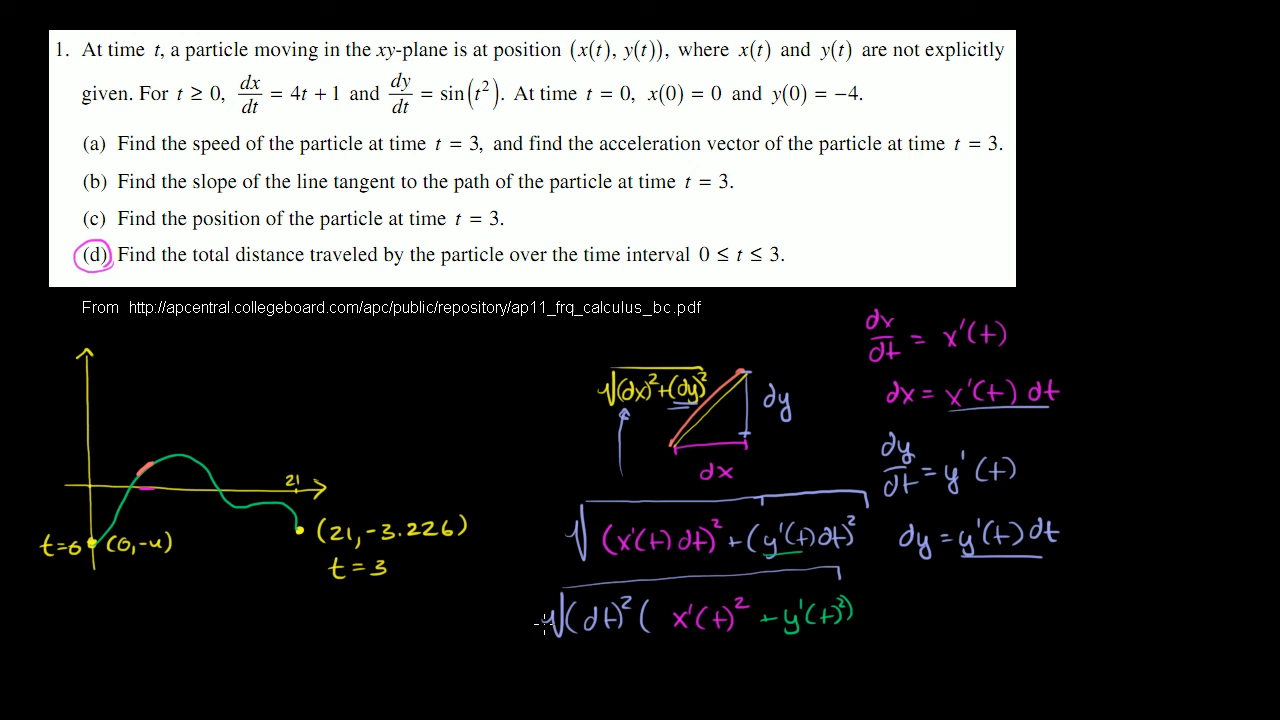 1. At time t, a particle moving in the xy-plane is at position (x(t), y(t)), where x(t) and y(t) are not explicitly
given. For t ≥ 0, dx/dt = 4t + 1 and dy/dt = sin(t²). At time t = 0, x(0) = 0 and y(0) = −4.
(a) Find the speed of the particle at time t = 3, and find the acceleration vector of the particle at time t = 3.
(b) Find the slope of the line tangent to the path of the particle at time t = 3.
(c) Find the position of the particle at time t = 3.
(d) Find the total distance traveled by the particle over the time interval 0 ≤ t ≤ 3.
From http://apcentral.collegeboard.com/apc/public/repository/ap11_frq_calculus_bc.pdf
21
(21, -3.226)
t = 3
t=0 (0,-4)
√(dx)²+(dy)²
dy
dx
√(x'(t)dt)² + (y'(t)dt)²
√(dt)²( x'(t)² + y'(t)²)
dx/dt = x'(t)
dx = x'(t) dt
dy/dt = y'(t)
dy = y'(t) dt